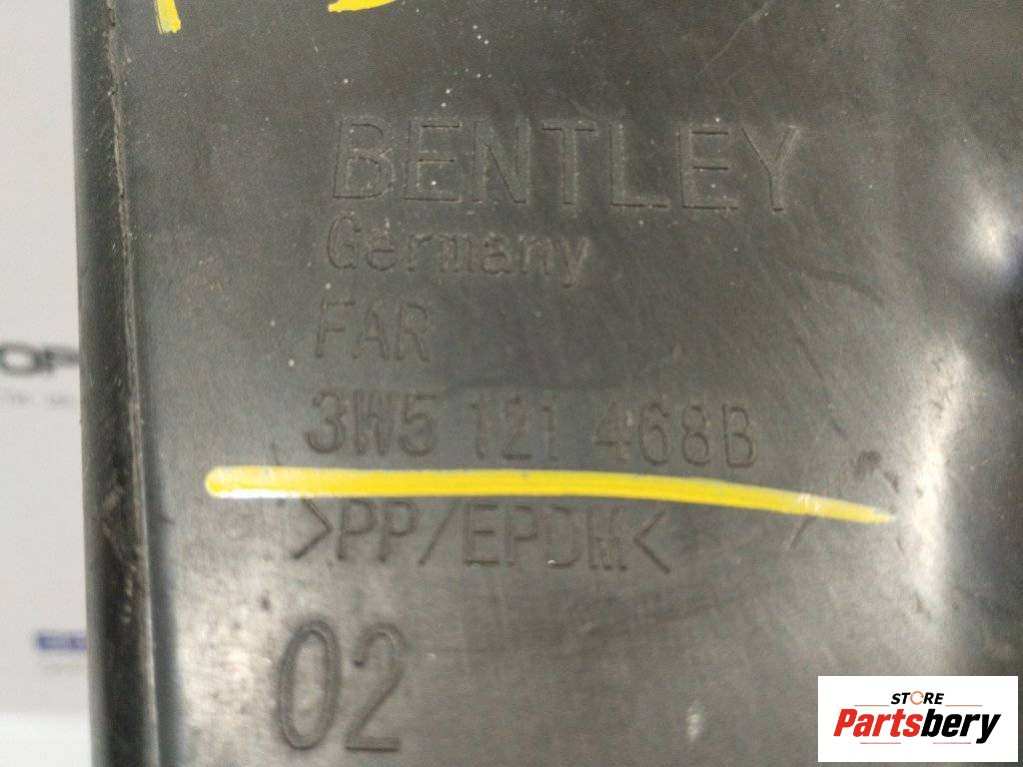 BENTLEY
Germany
FAR
3W5 121 468B
>PP/EPDM<
02
STORE
Partsbery